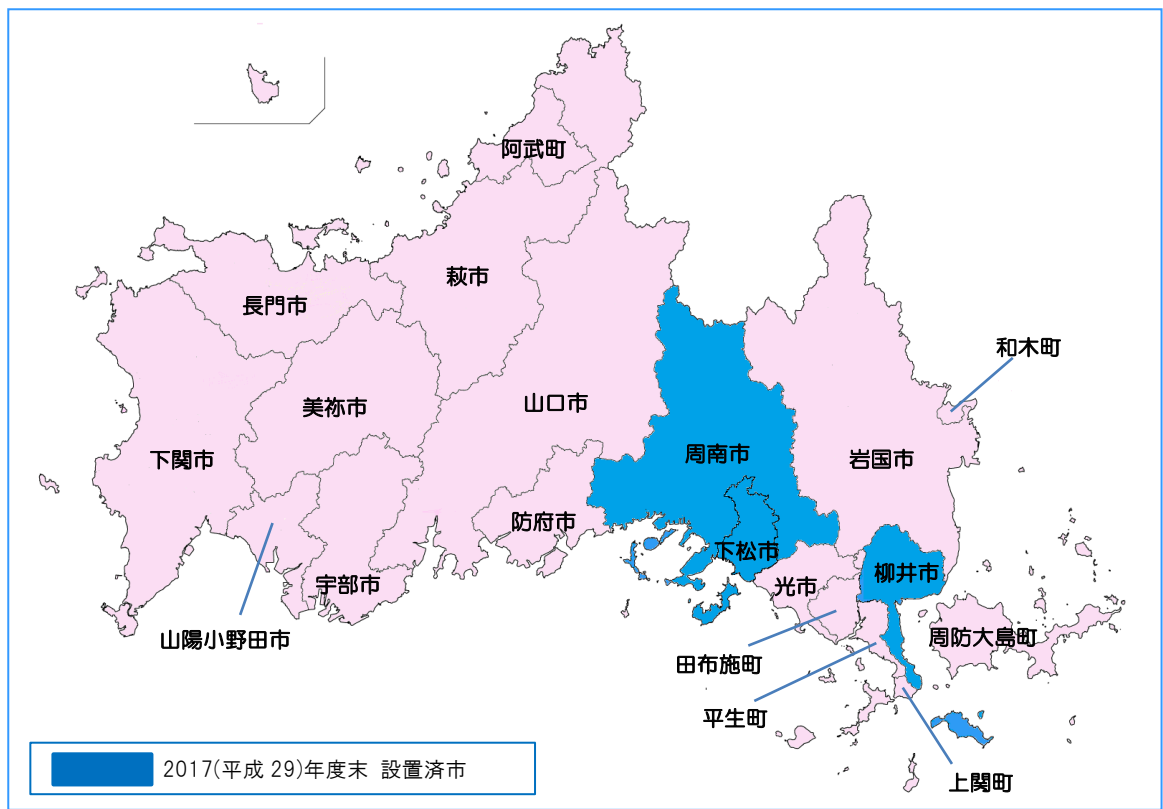 阿武町
萩市
長門市
和木町
山口市
美祢市
周南市
岩国市
下関市
防府市
下松市
柳井市
宇部市
光市
山陽小野田市
周防大島町
田布施町
平生町
上関町
2017(平成 29)年度末 設置済市